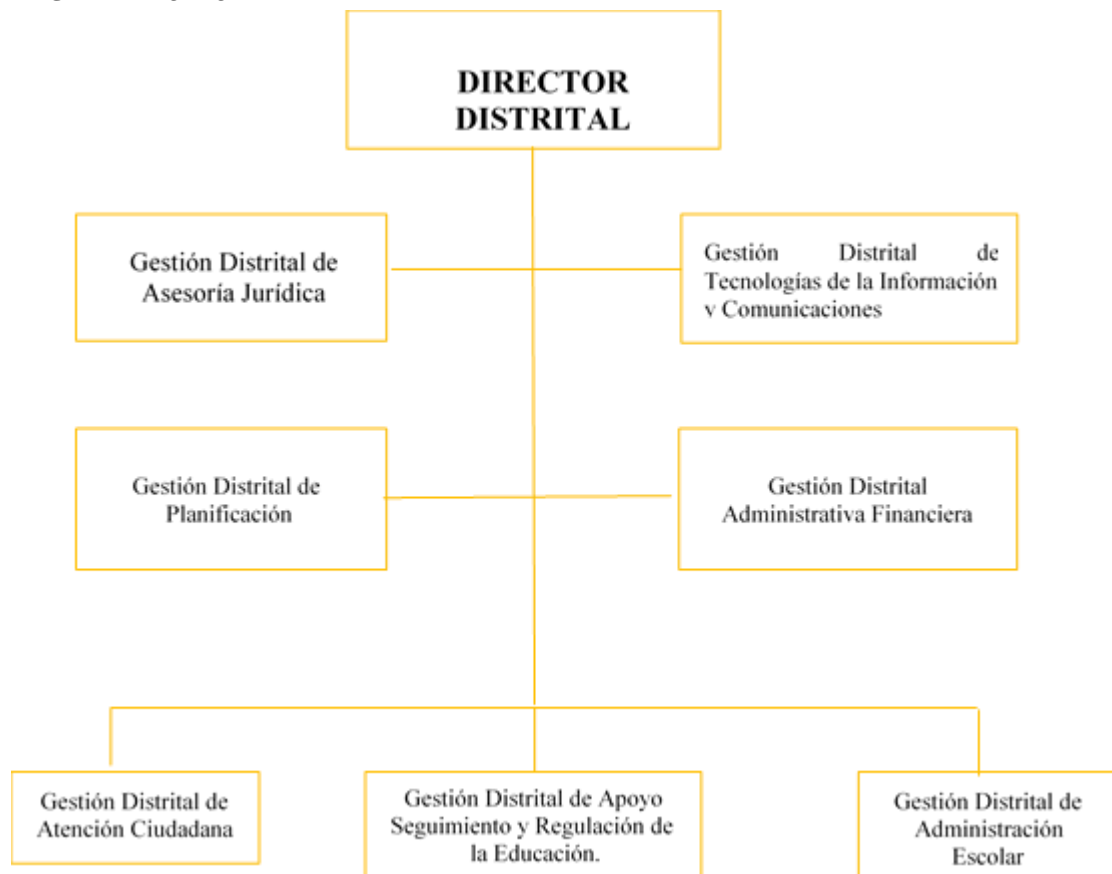 DIRECTOR
DISTRITAL
Gestión Distrital de
Asesoría Jurídica
Gestión Distrital de
Tecnologías de la Información
y Comunicaciones
Gestión Distrital de
Planificación
Gestión Distrital
Administrativa Financiera
Gestión Distrital de
Atención Ciudadana
Gestión Distrital de Apoyo
Seguimiento y Regulación de
la Educación.
Gestión Distrital de
Administración
Escolar